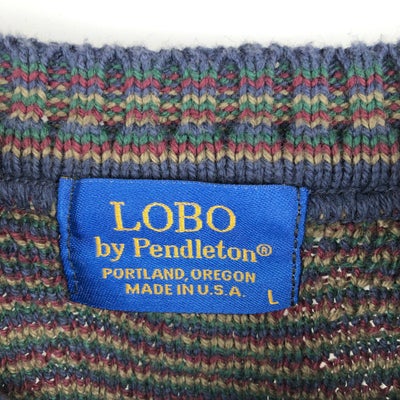 LOBO
by Pendleton®
PORTLAND, OREGON
MADE IN U.S.A.
L